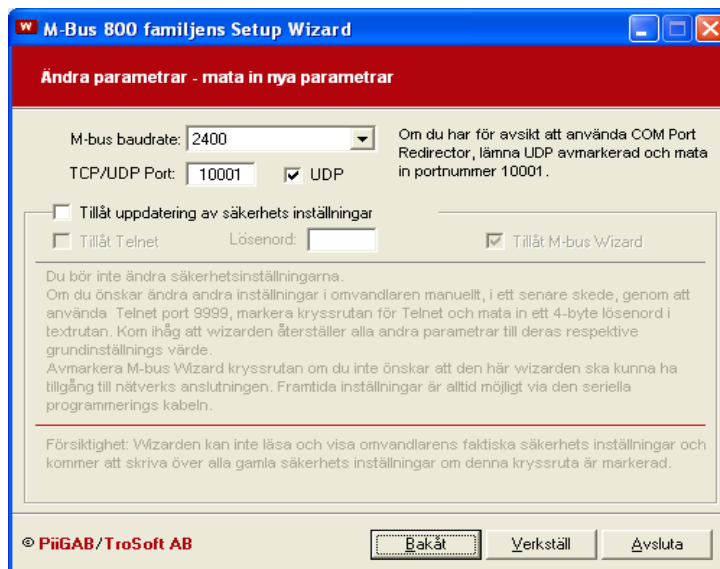 M-Bus 800 familjens Setup Wizard
Ändra parametrar - mata in nya parametrar
M-bus baudrate: 2400
TCP/UDP Port: 10001 UDP
Om du har för avsikt att använda COM Port
Redirector, lämna UDP avmarkerad och mata
in portnummer 10001.
Tillåt uppdatering av säkerhets inställningar
Tillåt Telnet Lösenord: Tillåt M-bus Wizard
Du bör inte ändra säkerhetsinställningarna.
Om du önskar ändra andra inställningar i omvandlaren manuellt, i ett senare skede, genom att
använda Telnet port 9999, markera kryssrutan för Telnet och mata in ett 4-byte lösenord i
textrutan. Kom ihåg att wizarden återställer alla andra parametrar till deras respektive
grundinställnings värde.
Avmarkera M-bus Wizard kryssrutan om du inte önskar att den här wizarden ska kunna ha
tillgång till nätverks anslutningen. Framtida inställningar är alltid möjligt via den seriella
programmerings kabeln.
Försiktighet: Wizarden kan inte läsa och visa omvandlarens faktiska säkerhets inställningar och
kommer att skriva över alla gamla säkerhets inställningar om denna kryssruta är markerad.
© PiiGAB/TroSoft AB
Bakåt Verkställ Avsluta